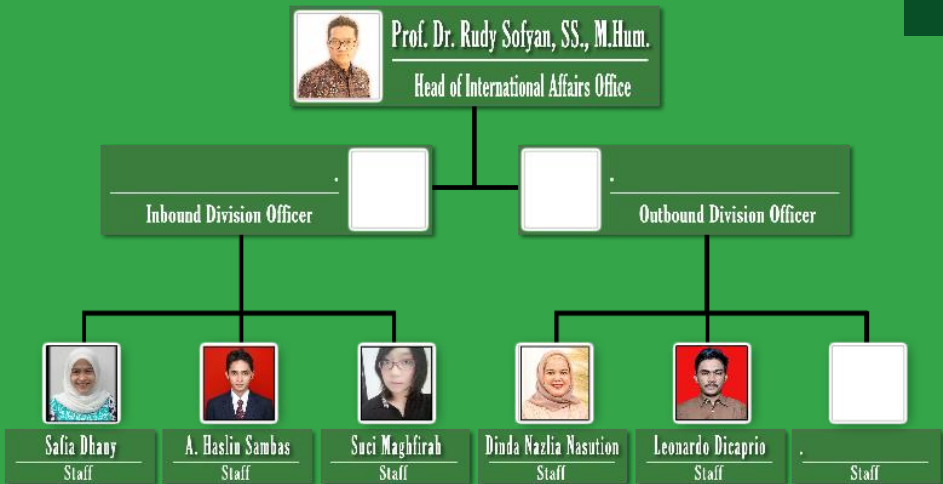 Prof. Dr. Rudy Sofyan, SS., M.Hum.
Head of International Affairs Office
.
Inbound Division Officer
.
Outbound Division Officer
Safia Dhany
Staff
A. Haslin Sambas
Staff
Suci Maghfirah
Staff
Dinda Nazlia Nasution
Staff
Leonardo Dicaprio
Staff
.
Staff